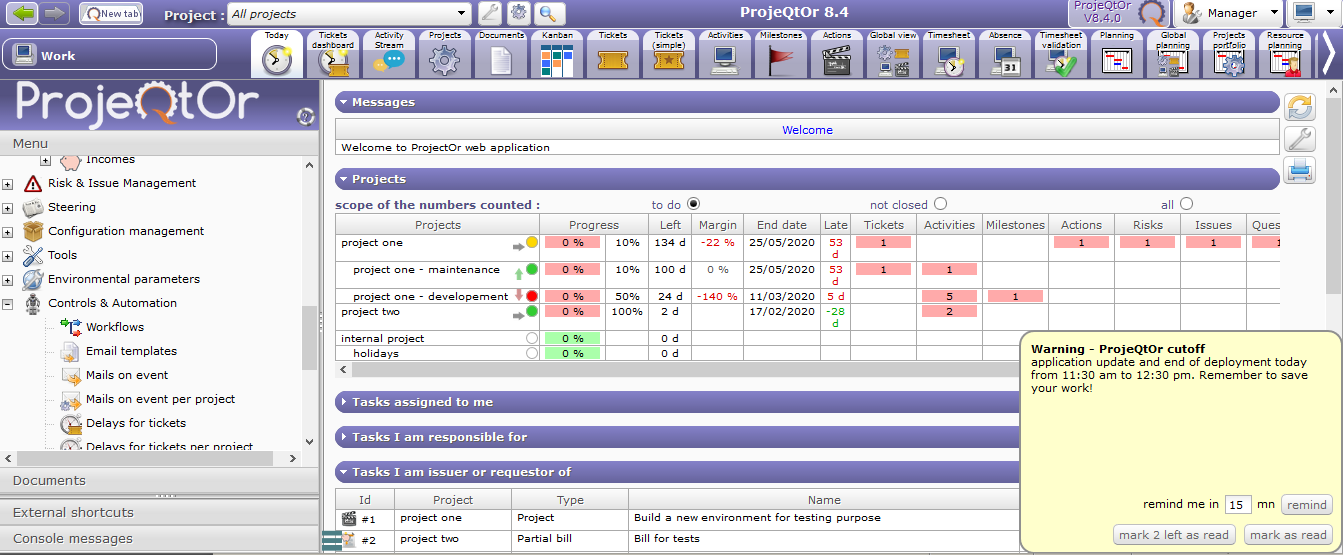 New tab
Project :
All projects
ProjeQtOr 8.4
ProjeQtOr
V8.4.0
Manager
Work
Today
Tickets
dashboard
Activity
Stream
Projects
Documents
Kanban
Tickets
Tickets
(simple)
Activities
Milestones
Actions
Global view
Timesheet
Absence
Timesheet
validation
Planning
Global
planning
Projects
portfolio
Resource
planning
31
ProjeQtOr
Menu
Incomes
Risk & Issue Management
Steering
Configuration management
Tools
Environmental parameters
Controls & Automation
Workflows
Email templates
Mails on event
Mails on event per project
Delays for tickets
Delays for tickets per project
Documents
External shortcuts
Console messages
Messages
Welcome
Welcome to ProjectOr web application
Projects
scope of the numbers counted : to do not closed all
Projects Progress Left Margin End date Late Tickets Activities Milestones Actions Risks Issues Ques
project one 0 % 10% 134 d -22 % 25/05/2020 53 d 1 1 1 1 1
project one - maintenance 0 % 10% 100 d 0 % 25/05/2020 53 d 1 1
project one - developement 0 % 50% 24 d -140 % 11/03/2020 5 d 5 1
project two 0 % 100% 2 d 17/02/2020 -28 d 2
internal project 0 % 0 d
holidays 0 % 0 d
Tasks assigned to me
Tasks I am responsible for
Tasks I am issuer or requestor of
Id Project Type Name
#1 project one Project Build a new environment for testing purpose
#2 project two Partial bill Bill for tests
Warning - ProjeQtOr cutoff
application update and end of deployment today
from 11:30 am to 12:30 pm. Remember to save
your work!
remind me in 15 mn remind
mark 2 left as read mark as read